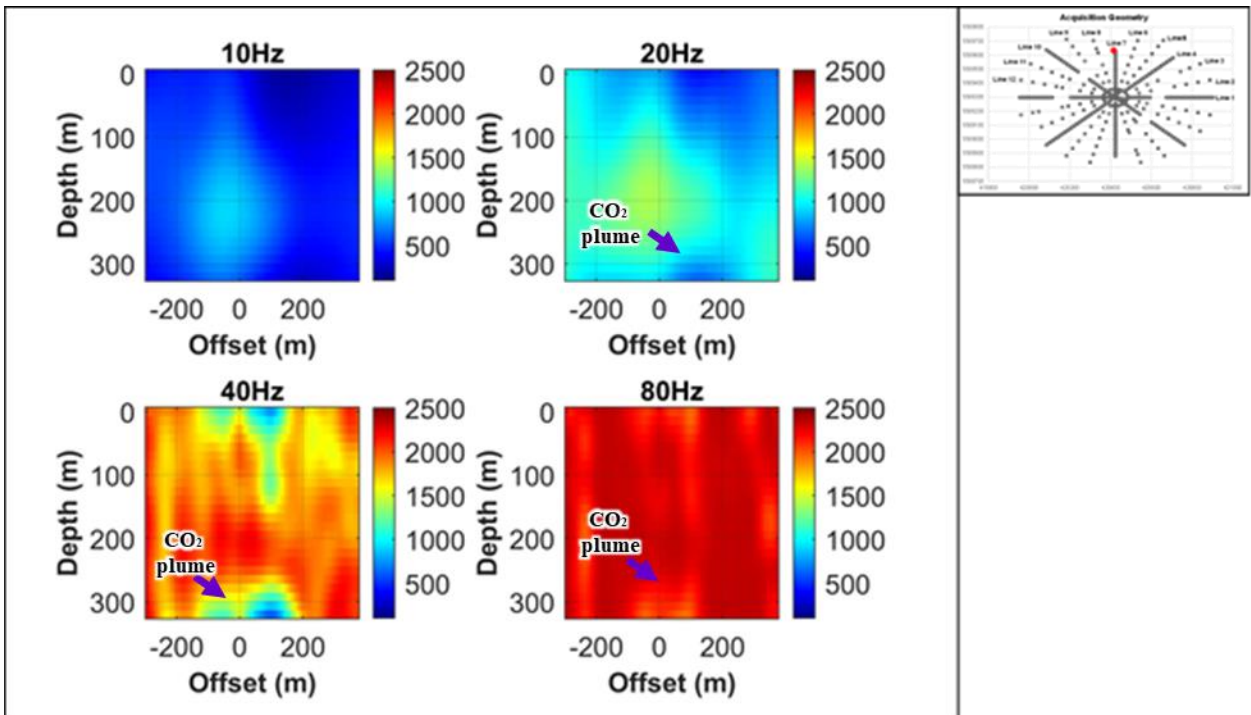 10Hz
0
100
200
300
Depth (m)
-200 0 200
Offset (m)
2500
2000
1500
1000
500
20Hz
0
100
200
300
Depth (m)
CO₂
plume
-200 0 200
Offset (m)
2500
2000
1500
1000
500
40Hz
0
100
200
300
Depth (m)
CO₂
plume
-200 0 200
Offset (m)
2500
2000
1500
1000
500
80Hz
0
100
200
300
Depth (m)
CO₂
plume
-200 0 200
Offset (m)
2500
2000
1500
1000
500
Acquisition Geometry
Line 7
Line 10
Line 11
Line 12
Line 4
Line 3
Line 2
Line 1